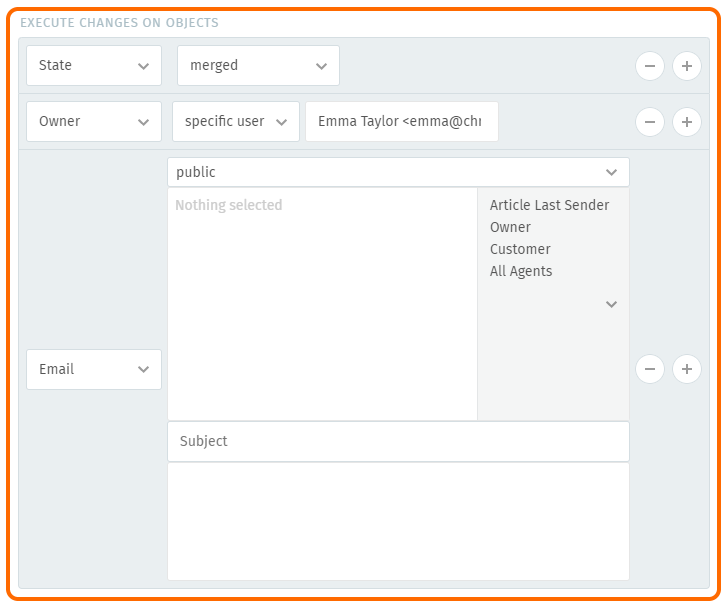 EXECUTE CHANGES ON OBJECTS
State merged
Owner specific user Emma Taylor <emma@chr
public
Nothing selected
Article Last Sender
Owner
Customer
All Agents
Email
Subject